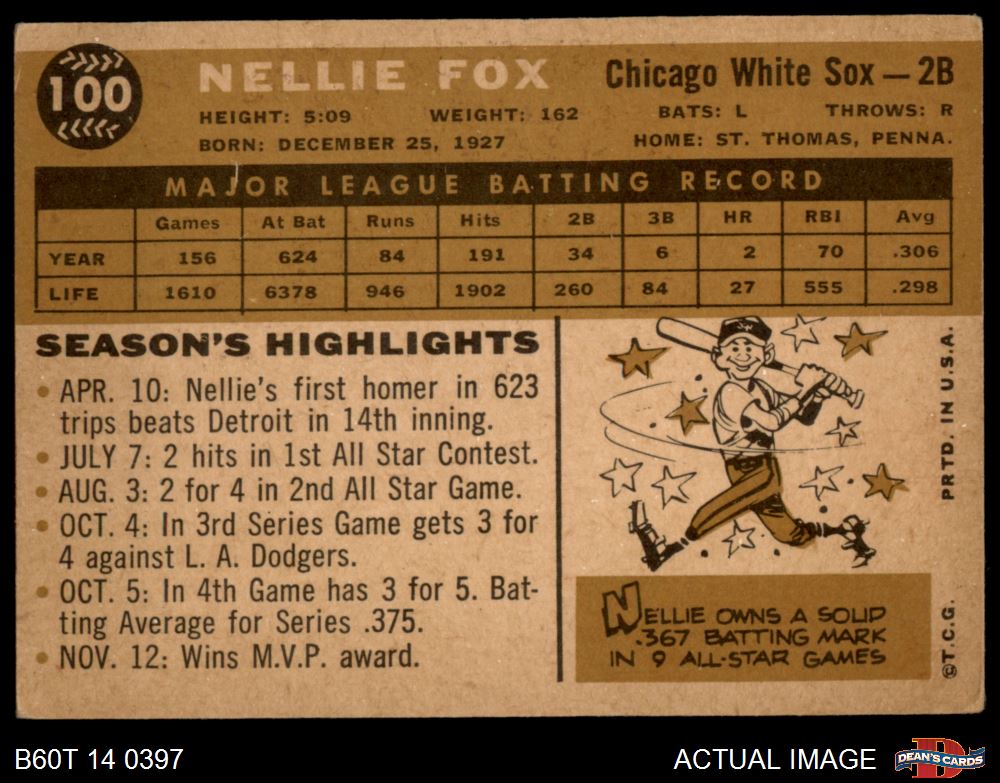 100
NELLIE FOX
Chicago White Sox — 2B
HEIGHT: 5:09 WEIGHT: 162 BATS: L THROWS: R
BORN: DECEMBER 25, 1927 HOME: ST. THOMAS, PENNA.
MAJOR LEAGUE BATTING RECORD
Games At Bat Runs Hits 2B 3B HR RBI Avg
YEAR 156 624 84 191 34 6 2 70 .306
LIFE 1610 6378 946 1902 260 84 27 555 .298
SEASON'S HIGHLIGHTS
• APR. 10: Nellie's first homer in 623
trips beats Detroit in 14th inning.
• JULY 7: 2 hits in 1st All Star Contest.
• AUG. 3: 2 for 4 in 2nd All Star Game.
• OCT. 4: In 3rd Series Game gets 3 for
4 against L. A. Dodgers.
• OCT. 5: In 4th Game has 3 for 5. Bat-
ting Average for Series .375.
• NOV. 12: Wins M.V.P. award.
NELLIE OWNS A SOLID
.367 BATTING MARK
IN 9 ALL-STAR GAMES
PRTD. IN U.S.A.
©T.C.G.
B60T 14 0397
ACTUAL IMAGE
DEAN'S CARDS